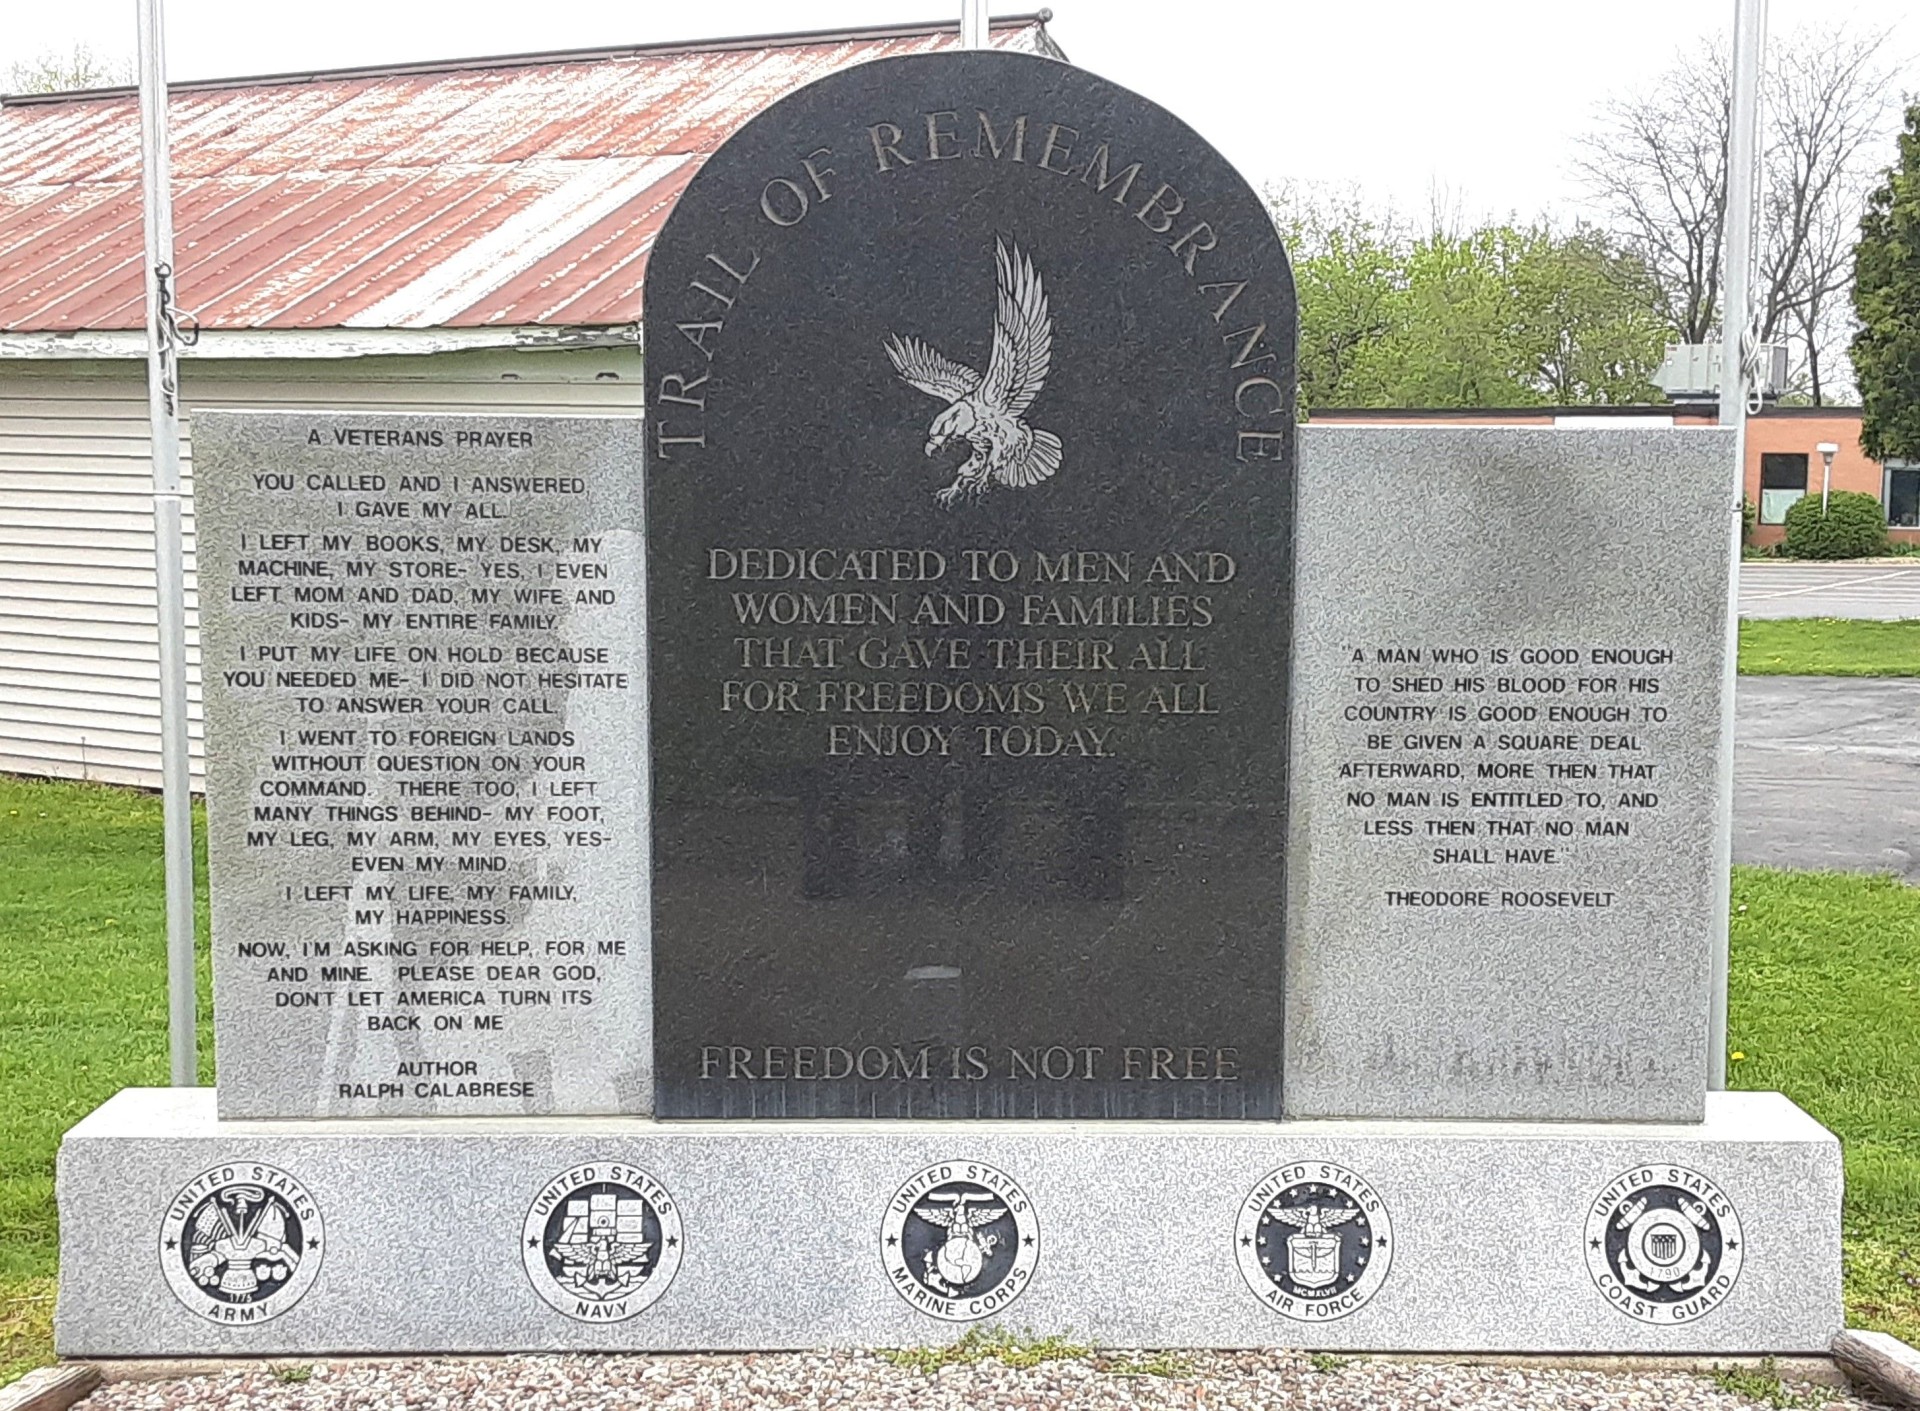 TRAIL OF REMEMBRANCE
DEDICATED TO MEN AND
WOMEN AND FAMILIES
THAT GAVE THEIR ALL
FOR FREEDOMS WE ALL
ENJOY TODAY.
FREEDOM IS NOT FREE
A VETERANS PRAYER
YOU CALLED AND I ANSWERED,
I GAVE MY ALL.
I LEFT MY BOOKS, MY DESK, MY
MACHINE, MY STORE- YES, I EVEN
LEFT MOM AND DAD, MY WIFE AND
KIDS- MY ENTIRE FAMILY.
I PUT MY LIFE ON HOLD BECAUSE
YOU NEEDED ME- I DID NOT HESITATE
TO ANSWER YOUR CALL.
I WENT TO FOREIGN LANDS
WITHOUT QUESTION ON YOUR
COMMAND. THERE TOO, I LEFT
MANY THINGS BEHIND- MY FOOT,
MY LEG, MY ARM, MY EYES, YES-
EVEN MY MIND.
I LEFT MY LIFE, MY FAMILY,
MY HAPPINESS.
NOW, I'M ASKING FOR HELP, FOR ME
AND MINE. PLEASE DEAR GOD,
DON'T LET AMERICA TURN ITS
BACK ON ME
AUTHOR
RALPH CALABRESE
"A MAN WHO IS GOOD ENOUGH
TO SHED HIS BLOOD FOR HIS
COUNTRY IS GOOD ENOUGH TO
BE GIVEN A SQUARE DEAL
AFTERWARD, MORE THEN THAT
NO MAN IS ENTITLED TO, AND
LESS THEN THAT NO MAN
SHALL HAVE."
THEODORE ROOSEVELT
UNITED STATES
1775
ARMY
UNITED STATES
NAVY
UNITED STATES
MARINE CORPS
UNITED STATES
MCMXLVII
AIR FORCE
UNITED STATES
1790
COAST GUARD